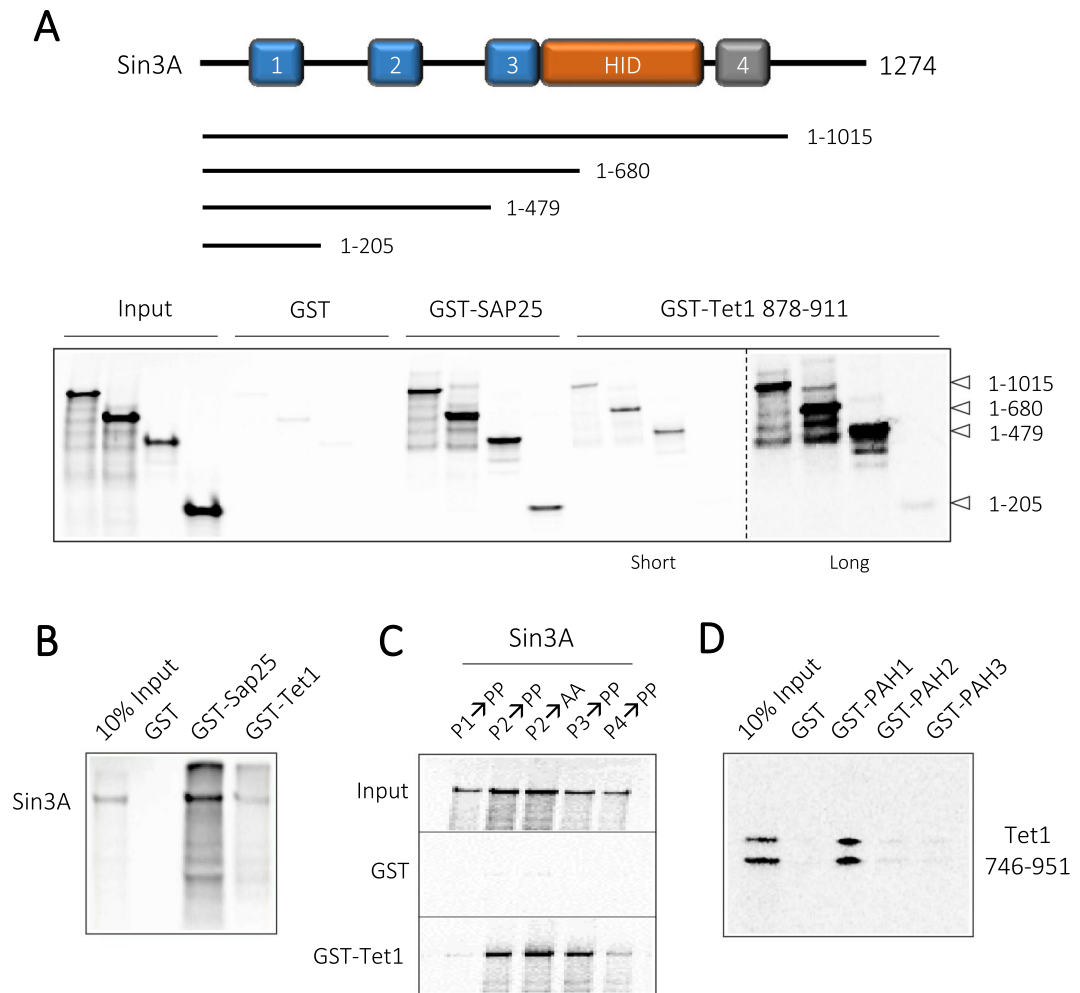 A
Sin3A 1 2 3 HID 4 1274
1-1015
1-680
1-479
1-205
Input GST GST-SAP25 GST-Tet1 878-911
1-1015
1-680
1-479
1-205
Short Long
B
10% Input
GST
GST-Sap25
GST-Tet1
Sin3A
C
Sin3A
P1➔PP
P2➔PP
P2➔AA
P3➔PP
P4➔PP
Input
GST
GST-Tet1
D
10% Input
GST
GST-PAH1
GST-PAH2
GST-PAH3
Tet1
746-951